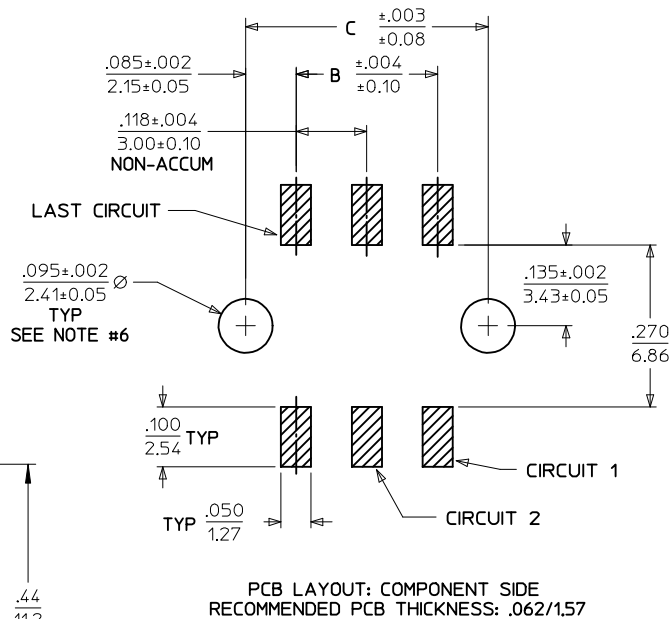 C ±.003
±0.08
.085±.002
2.15±0.05
B ±.004
±0.10
.118±.004
3.00±0.10
NON-ACCUM
LAST CIRCUIT
.095±.002
2.41±0.05 Ø
TYP
SEE NOTE #6
.135±.002
3.43±0.05
.270
6.86
.100
2.54 TYP
CIRCUIT 1
TYP .050
1.27
CIRCUIT 2
.44
PCB LAYOUT: COMPONENT SIDE
RECOMMENDED PCB THICKNESS: .062/1.57